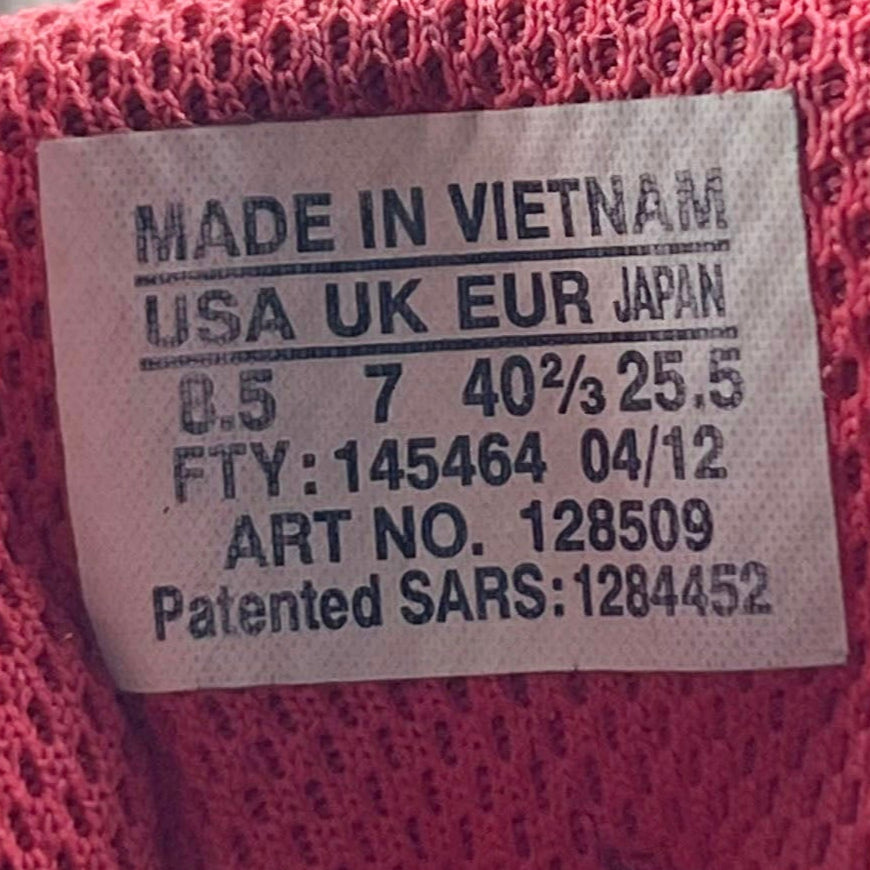 MADE IN VIETNAM
USA UK EUR JAPAN
8.5 7 40⅔ 25.5
FTY: 145464 04/12
ART NO. 128509
Patented SARS: 1284452